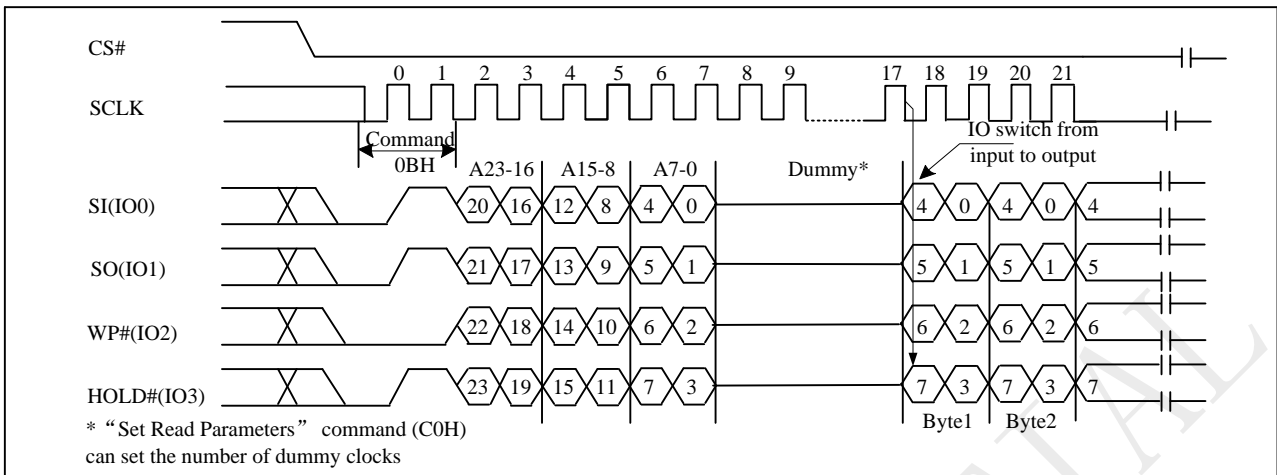 CS#
0 1 2 3 4 5 6 7 8 9 17 18 19 20 21
SCLK
Command
0BH
IO switch from
input to output
A23-16 A15-8 A7-0 Dummy*
SI(IO0) 20 16 12 8 4 0 4 0 4 0 4
SO(IO1) 21 17 13 9 5 1 5 1 5 1 5
WP#(IO2) 22 18 14 10 6 2 6 2 6 2 6
HOLD#(IO3) 23 19 15 11 7 3 7 3 7 3 7
Byte1 Byte2
* “Set Read Parameters” command (C0H)
can set the number of dummy clocks